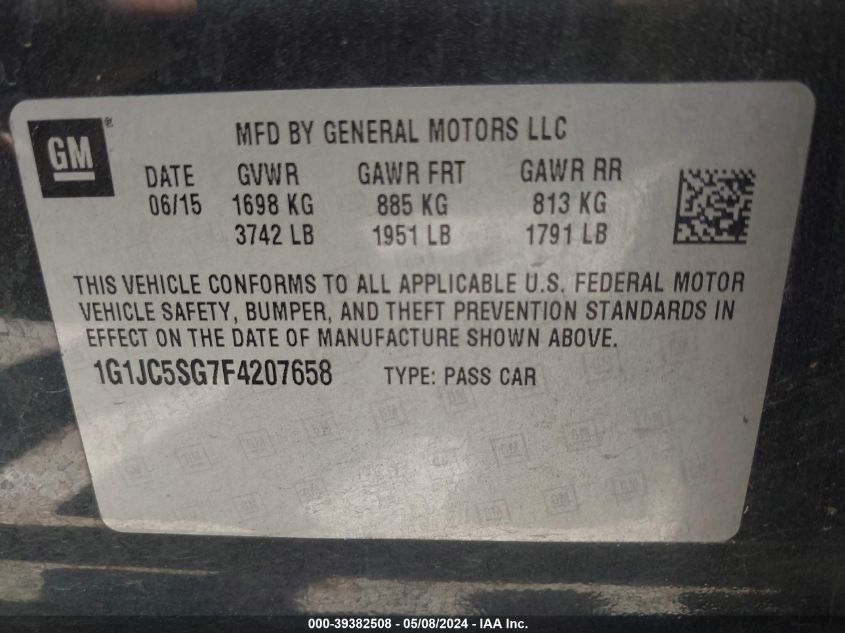 GM®
MFD BY GENERAL MOTORS LLC
DATE GVWR GAWR FRT GAWR RR
06/15 1698 KG 885 KG 813 KG
3742 LB 1951 LB 1791 LB
THIS VEHICLE CONFORMS TO ALL APPLICABLE U.S. FEDERAL MOTOR
VEHICLE SAFETY, BUMPER, AND THEFT PREVENTION STANDARDS IN
EFFECT ON THE DATE OF MANUFACTURE SHOWN ABOVE.
1G1JC5SG7F4207658 TYPE: PASS CAR
000-39382508 - 05/08/2024 - IAA Inc.